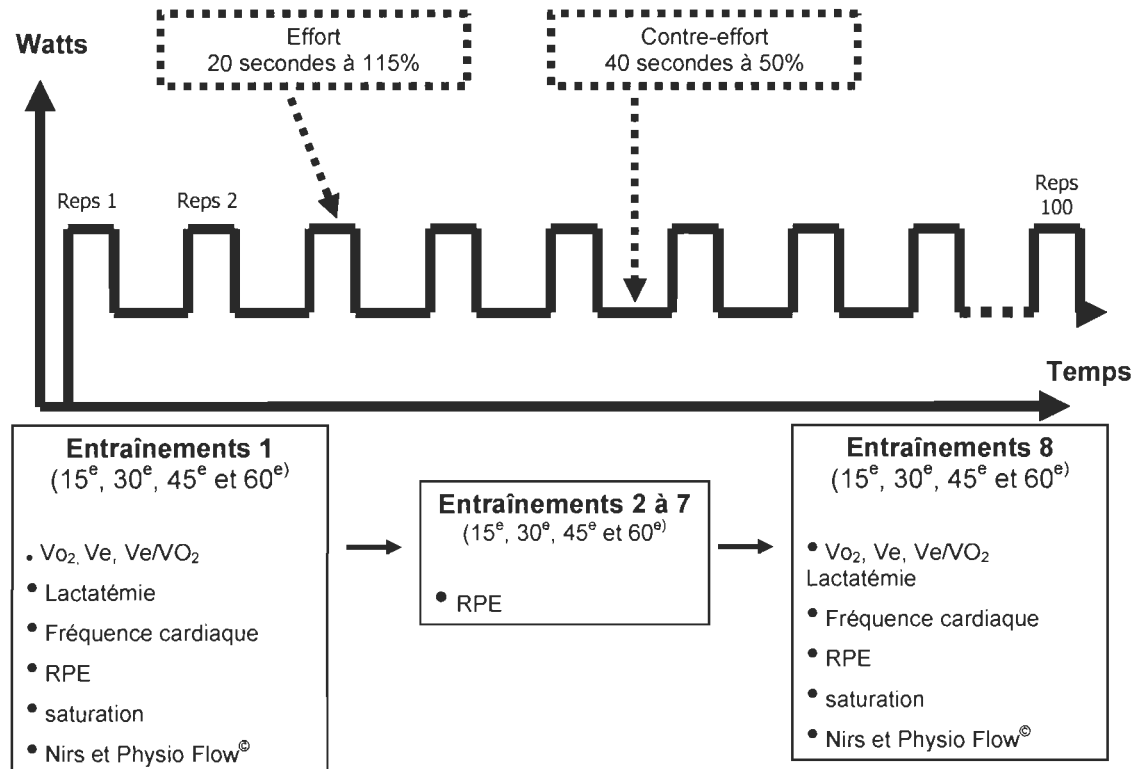 Watts
Effort
20 secondes à 115%
Contre-effort
40 secondes à 50%
Reps 1
Reps 2
Reps
100
Temps
Entraînements 1
(15e, 30e, 45e et 60e)
. Vo2, Ve, Ve/VO2
• Lactatémie
• Fréquence cardiaque
• RPE
• saturation
• Nirs et Physio Flow©
Entraînements 2 à 7
(15e, 30e, 45e et 60e)
• RPE
Entraînements 8
(15e, 30e, 45e et 60e)
• Vo2, Ve, Ve/VO2
Lactatémie
• Fréquence cardiaque
• RPE
• saturation
• Nirs et Physio Flow©